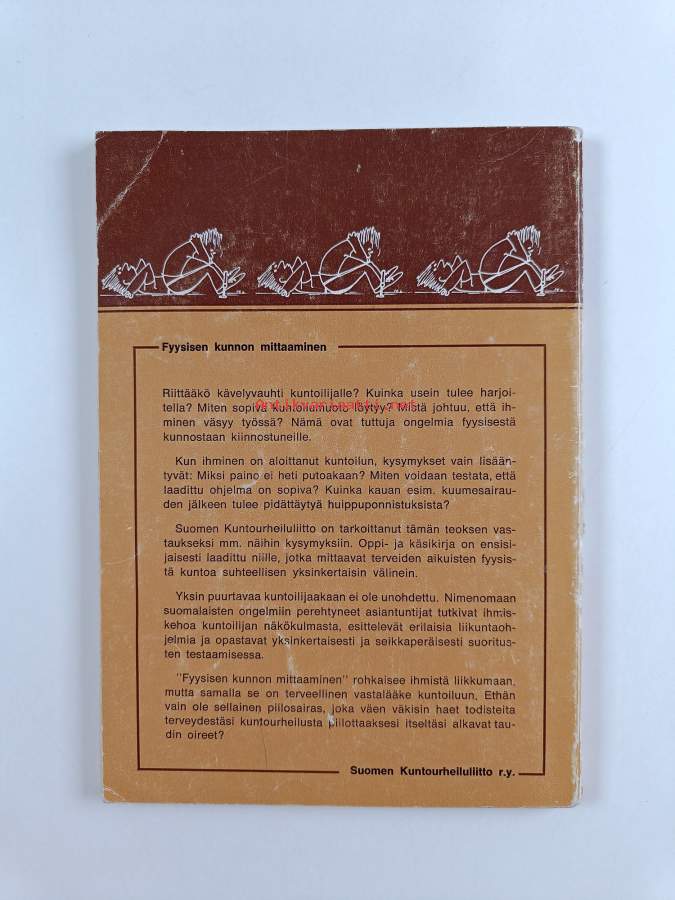 Fyysisen kunnon mittaaminen
Riittääkö kävelyvauhti kuntoilijalle? Kuinka usein tulee harjoi-
tella? Miten sopiva kuntoilumuoto löytyy? Mistä johtuu, että ih-
Antikvariaatti.net
minen väsyy työssä? Nämä ovat tuttuja ongelmia fyysisestä
kunnostaan kiinnostuneille.
Kun ihminen on aloittanut kuntoilun, kysymykset vain lisään-
tyvät: Miksi paino ei heti putoakaan? Miten voidaan testata, että
laadittu ohjelma on sopiva? Kuinka kauan esim. kuumesairau-
den jälkeen tulee pidättäytyä huippuponnistuksista?
Suomen Kuntourheiluliitto on tarkoittanut tämän teoksen vas-
taukseksi mm. näihin kysymyksiin. Oppi- ja käsikirja on ensisi-
jaisesti laadittu niille, jotka mittaavat terveiden aikuisten fyysis-
tä kuntoa suhteellisen yksinkertaisin välinein.
Yksin puurtavaa kuntoilijaakaan ei ole unohdettu. Nimenomaan
suomalaisten ongelmiin perehtyneet asiantuntijat tutkivat ihmis-
kehoa kuntoilijan näkökulmasta, esittelevät erilaisia liikuntaoh-
jelmia ja opastavat yksinkertaisesti ja seikkaperäisesti suoritus-
ten testaamisessa.
"Fyysisen kunnon mittaaminen" rohkaisee ihmistä liikkumaan,
mutta samalla se on terveellinen vastalääke kuntoiluun. Ethän
vain ole sellainen piilosairas, joka väen väkisin haet todisteita
terveydestäsi kuntourheilusta piilottaaksesi itseltäsi alkavat tau-
din oireet?
Suomen Kuntourheiluliitto r.y.